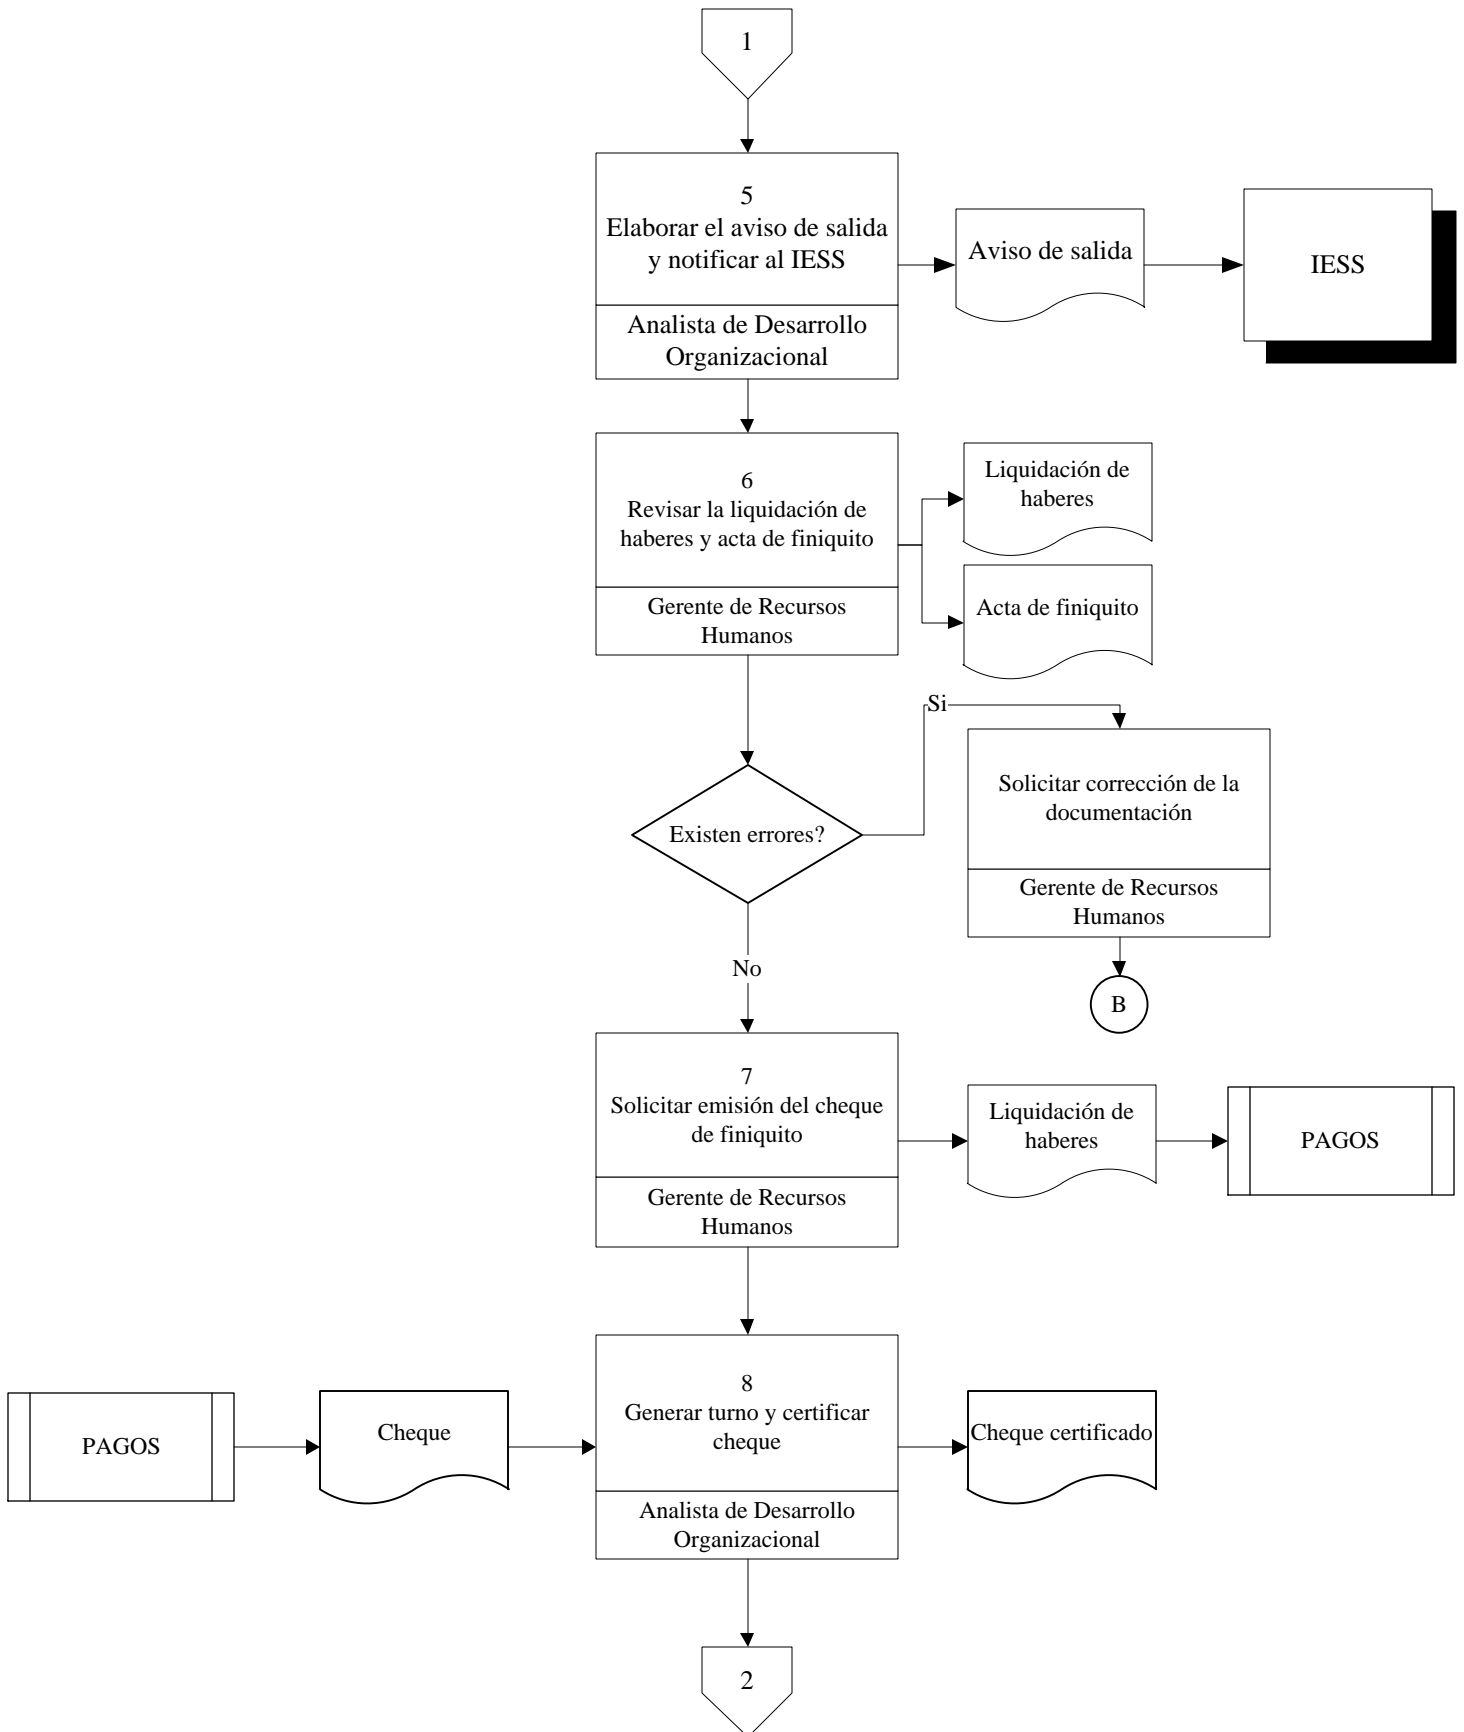 1
5
Elaborar el aviso de salida
y notificar al IESS
Analista de Desarrollo
Organizacional
Aviso de salida
IESS
6
Revisar la liquidación de
haberes y acta de finiquito
Gerente de Recursos
Humanos
Liquidación de
haberes
Acta de finiquito
Existen errores?
Si
Solicitar corrección de la
documentación
Gerente de Recursos
Humanos
B
No
7
Solicitar emisión del cheque
de finiquito
Gerente de Recursos
Humanos
Liquidación de
haberes
PAGOS
PAGOS
Cheque
8
Generar turno y certificar
cheque
Analista de Desarrollo
Organizacional
Cheque certificado
2